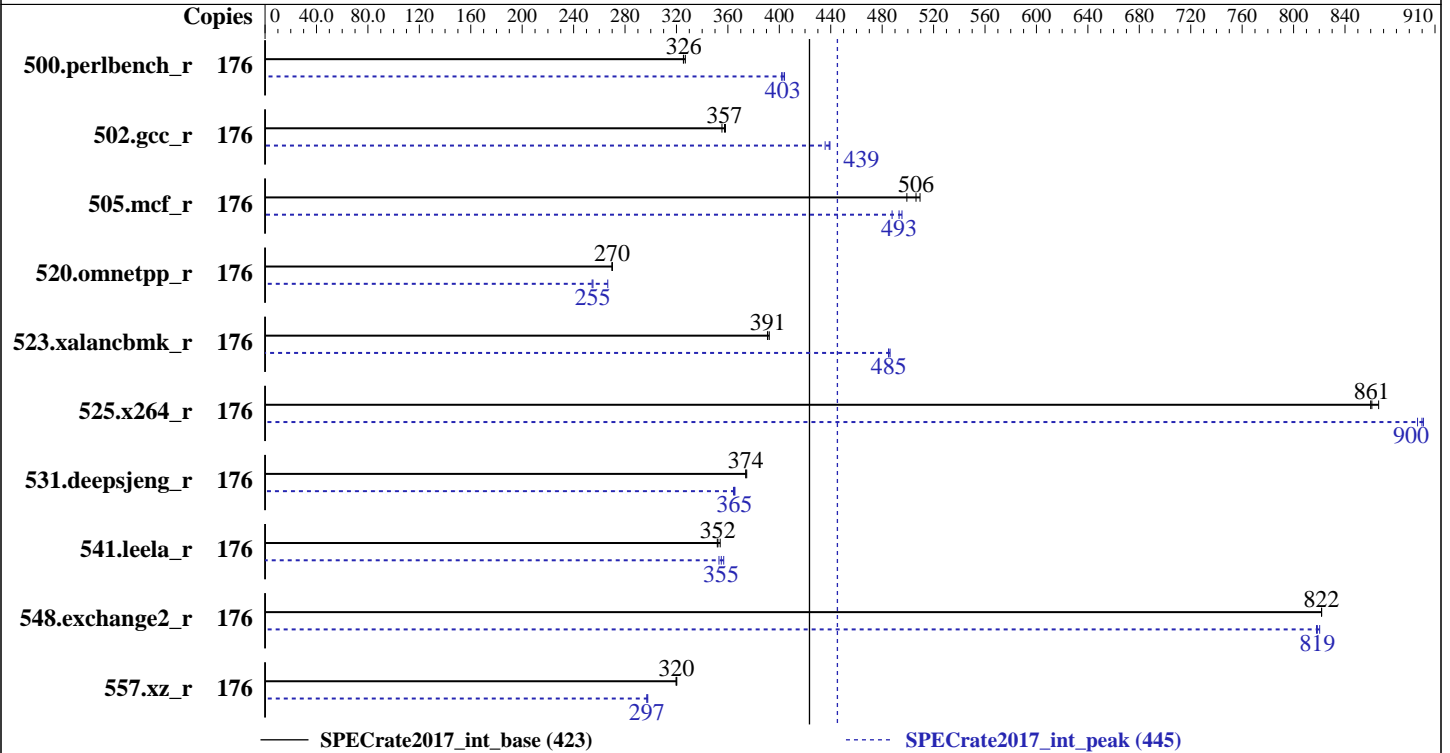 Copies 0 40.0 80.0 120 160 200 240 280 320 360 400 440 480 520 560 600 640 680 720 760 800 840 910
326
500.perlbench_r 176
403
357
502.gcc_r 176
439
506
505.mcf_r 176
493
270
520.omnetpp_r 176
255
391
523.xalancbmk_r 176
485
861
525.x264_r 176
900
374
531.deepsjeng_r 176
365
352
541.leela_r 176
355
822
548.exchange2_r 176
819
320
557.xz_r 176
297
SPECrate2017_int_base (423) SPECrate2017_int_peak (445)